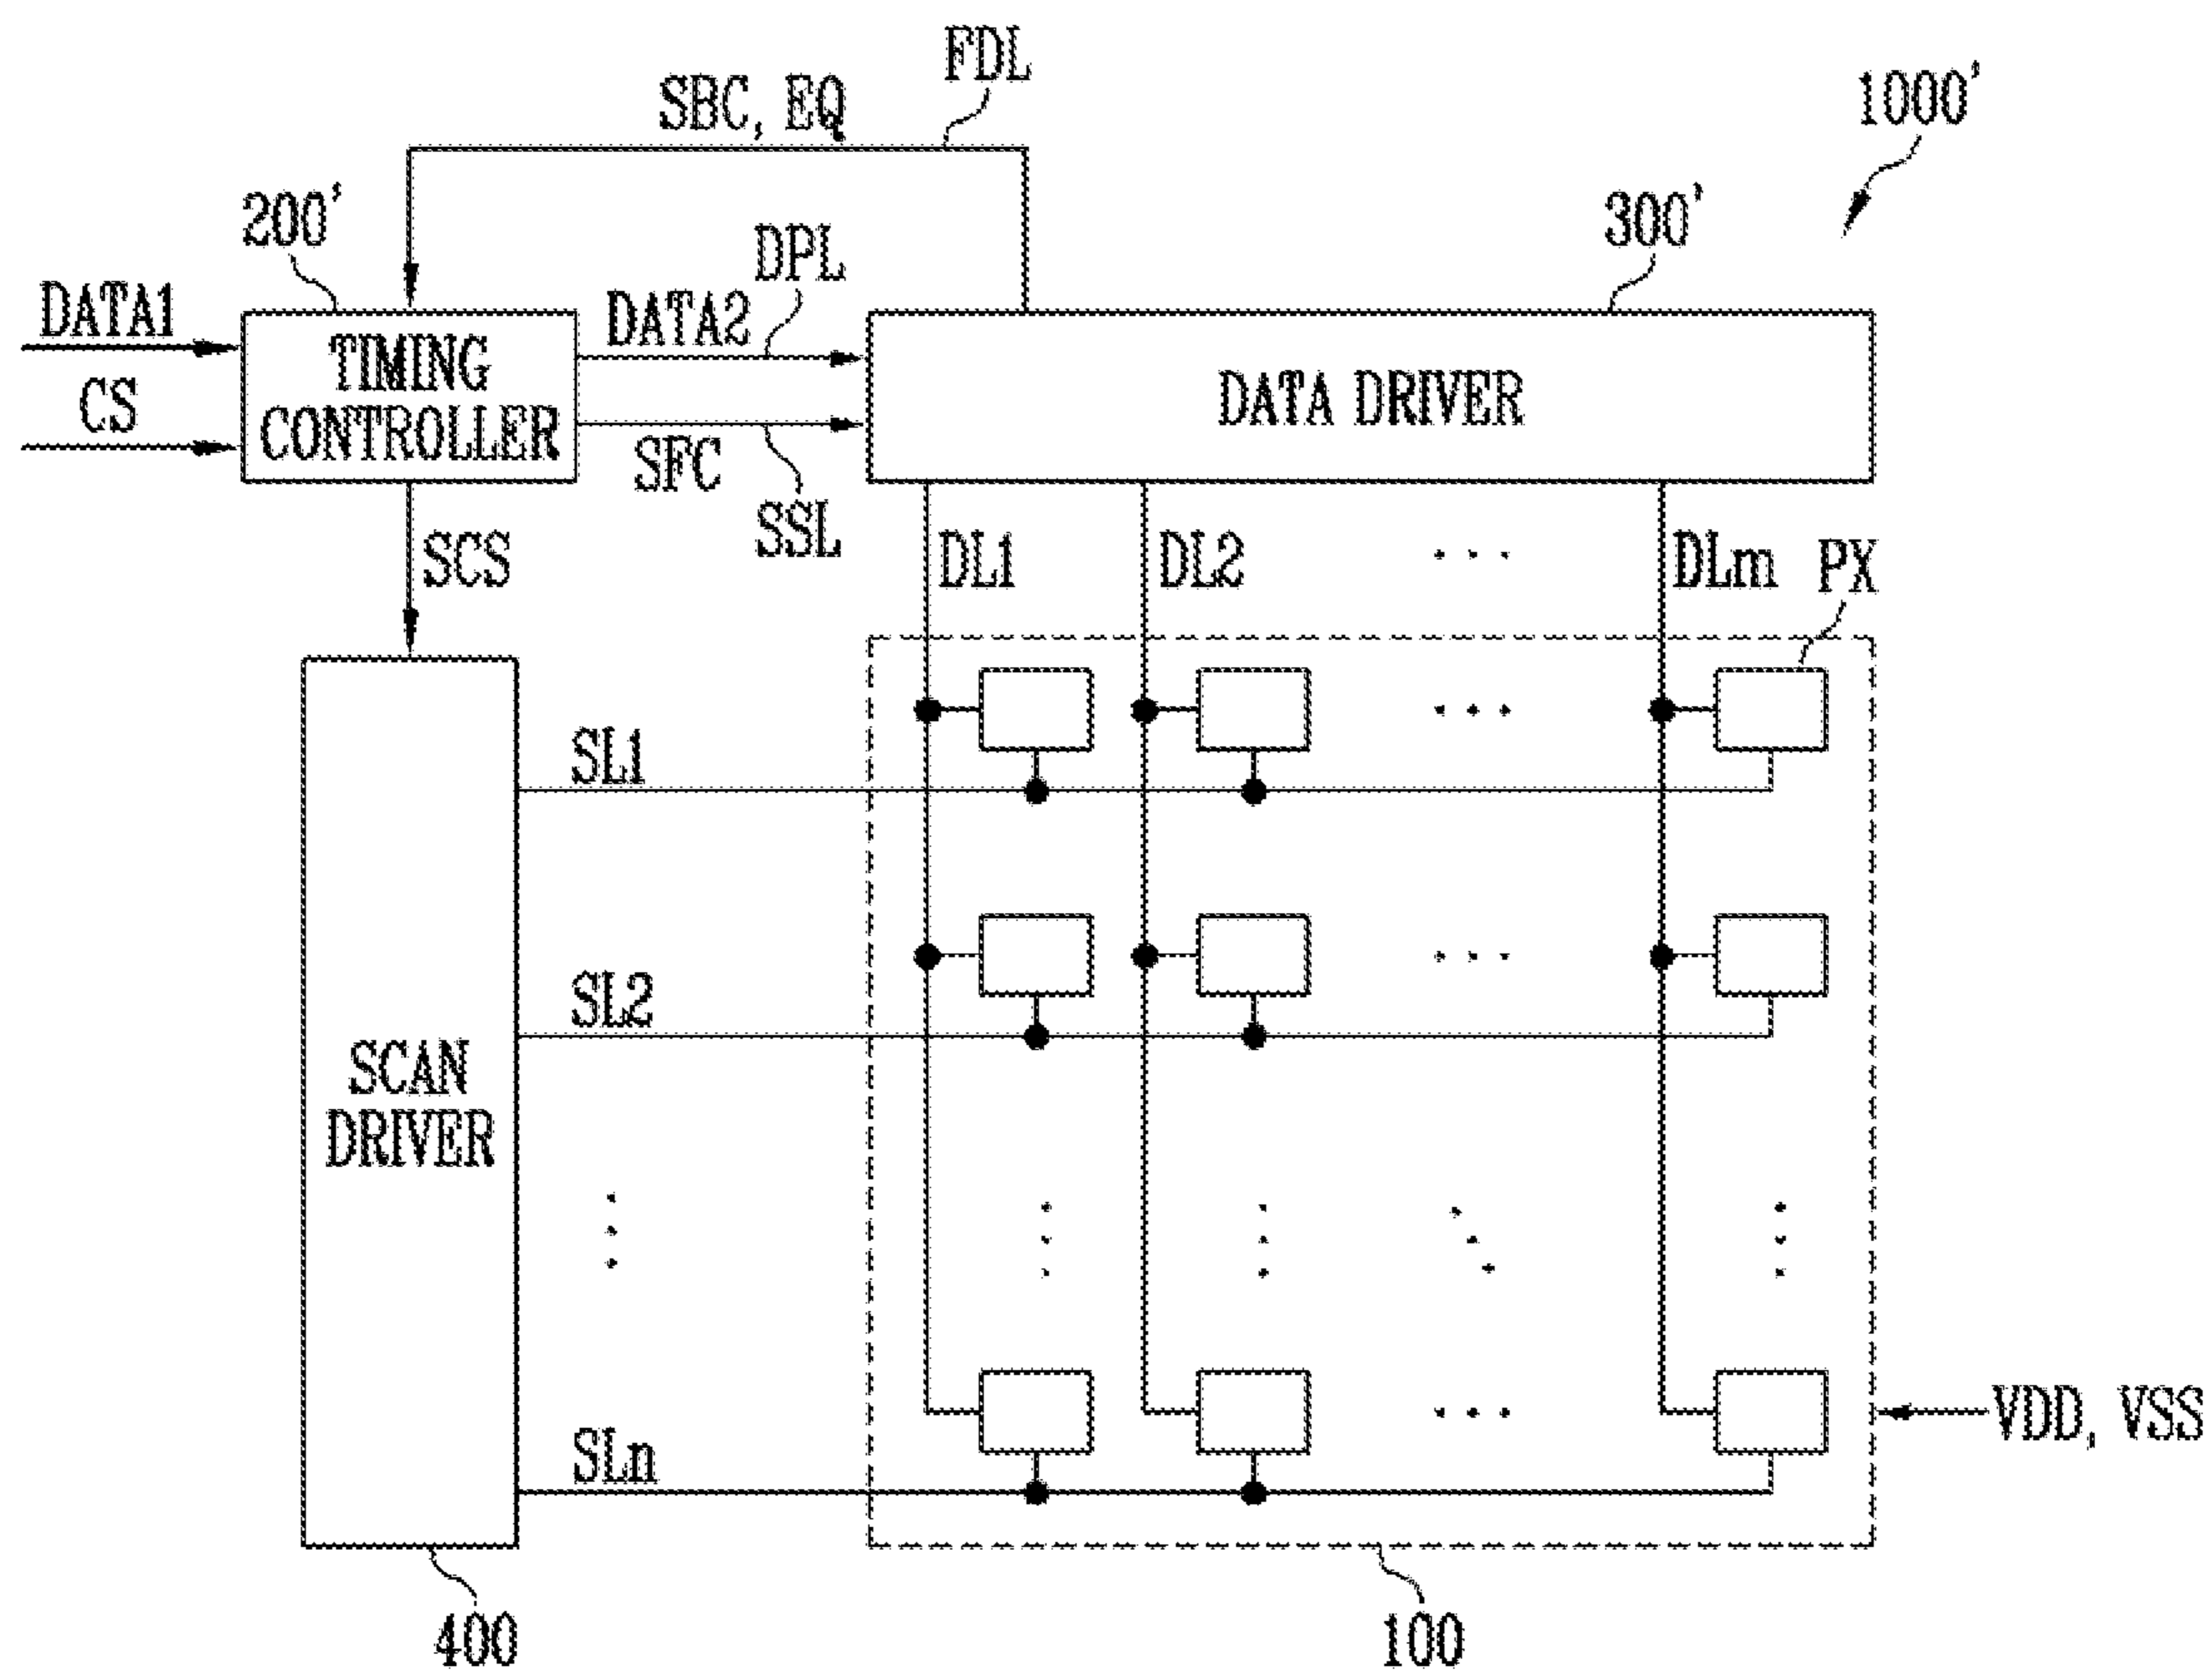 FDL
SBC, EQ
1000'
200'
300'
DPL
DATA1
DATA2
TIMING
CONTROLLER
DATA DRIVER
CS
SFC
SSL
SCS
DL1
DL2
. . .
DLm
PX
. . .
SL1
. . .
SL2
SCAN
DRIVER
. . .
SLn
VDD, VSS
400
100